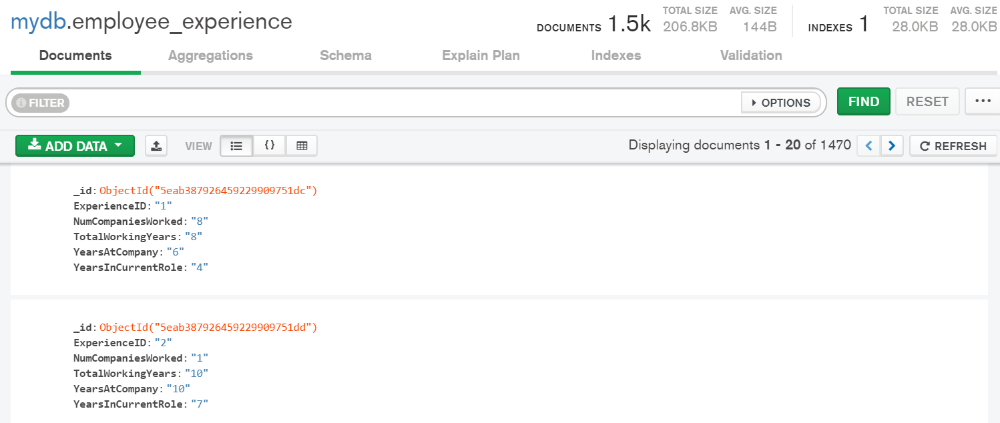 mydb.employee_experience
DOCUMENTS 1.5k TOTAL SIZE 206.8KB AVG. SIZE 144B INDEXES 1 TOTAL SIZE 28.0KB AVG. SIZE 28.0KB
Documents Aggregations Schema Explain Plan Indexes Validation
FILTER OPTIONS FIND RESET ...
ADD DATA VIEW {} Displaying documents 1 - 20 of 1470 < > REFRESH
_id: ObjectId("5eab387926459229909751dc")
ExperienceID: "1"
NumCompaniesWorked: "8"
TotalWorkingYears: "8"
YearsAtCompany: "6"
YearsInCurrentRole: "4"
_id: ObjectId("5eab387926459229909751dd")
ExperienceID: "2"
NumCompaniesWorked: "1"
TotalWorkingYears: "10"
YearsAtCompany: "10"
YearsInCurrentRole: "7"